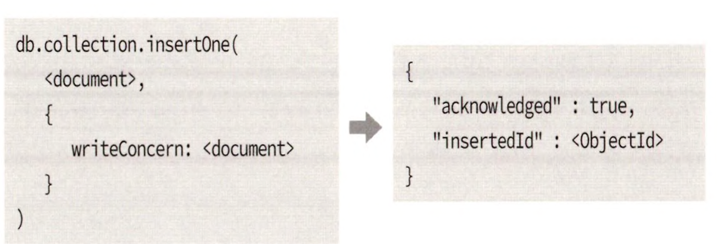 db.collection.insertOne(
<document>,
{
writeConcern: <document>
}
)
{
"acknowledged" : true,
"insertedId" : <ObjectId>
}